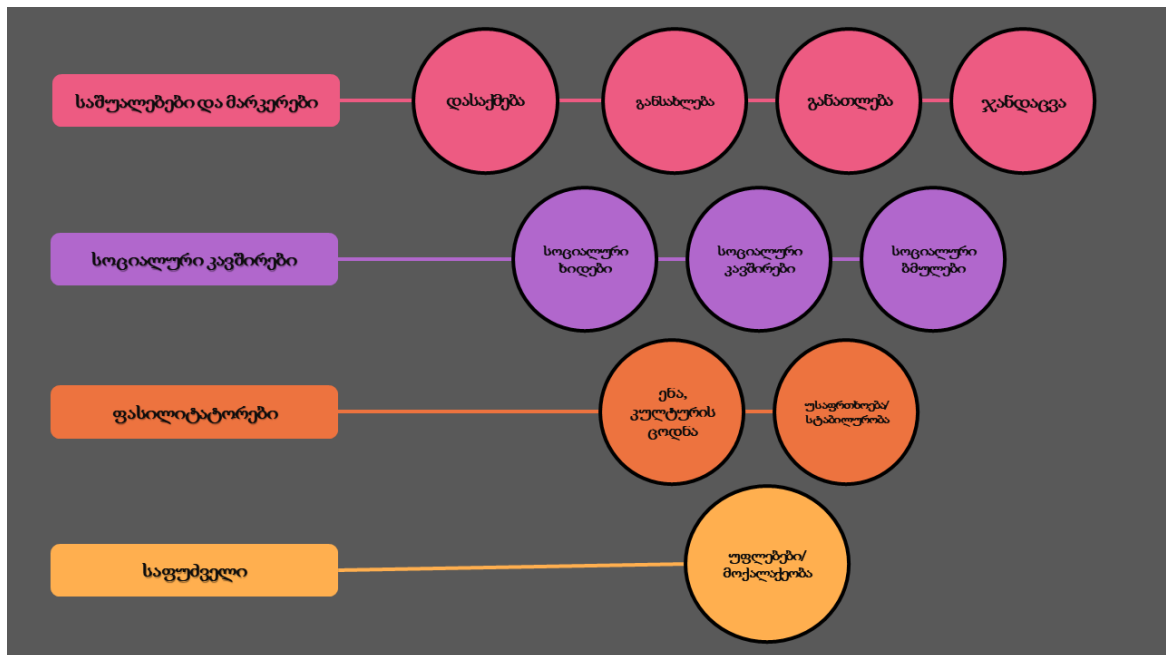 საშუალებები და მარკერები
დასაქმება
განსახლება
განათლება
ჯანდაცვა
სოციალური კავშირები
სოციალური
ხიდები
სოციალური
კავშირები
სოციალური
ბმულები
ფასილიტატორები
ენა,
კულტურის
ცოდნა
უსაფრთხოება/
სტაბილურობა
საფუძველი
უფლებები/
მოქალაქეობა